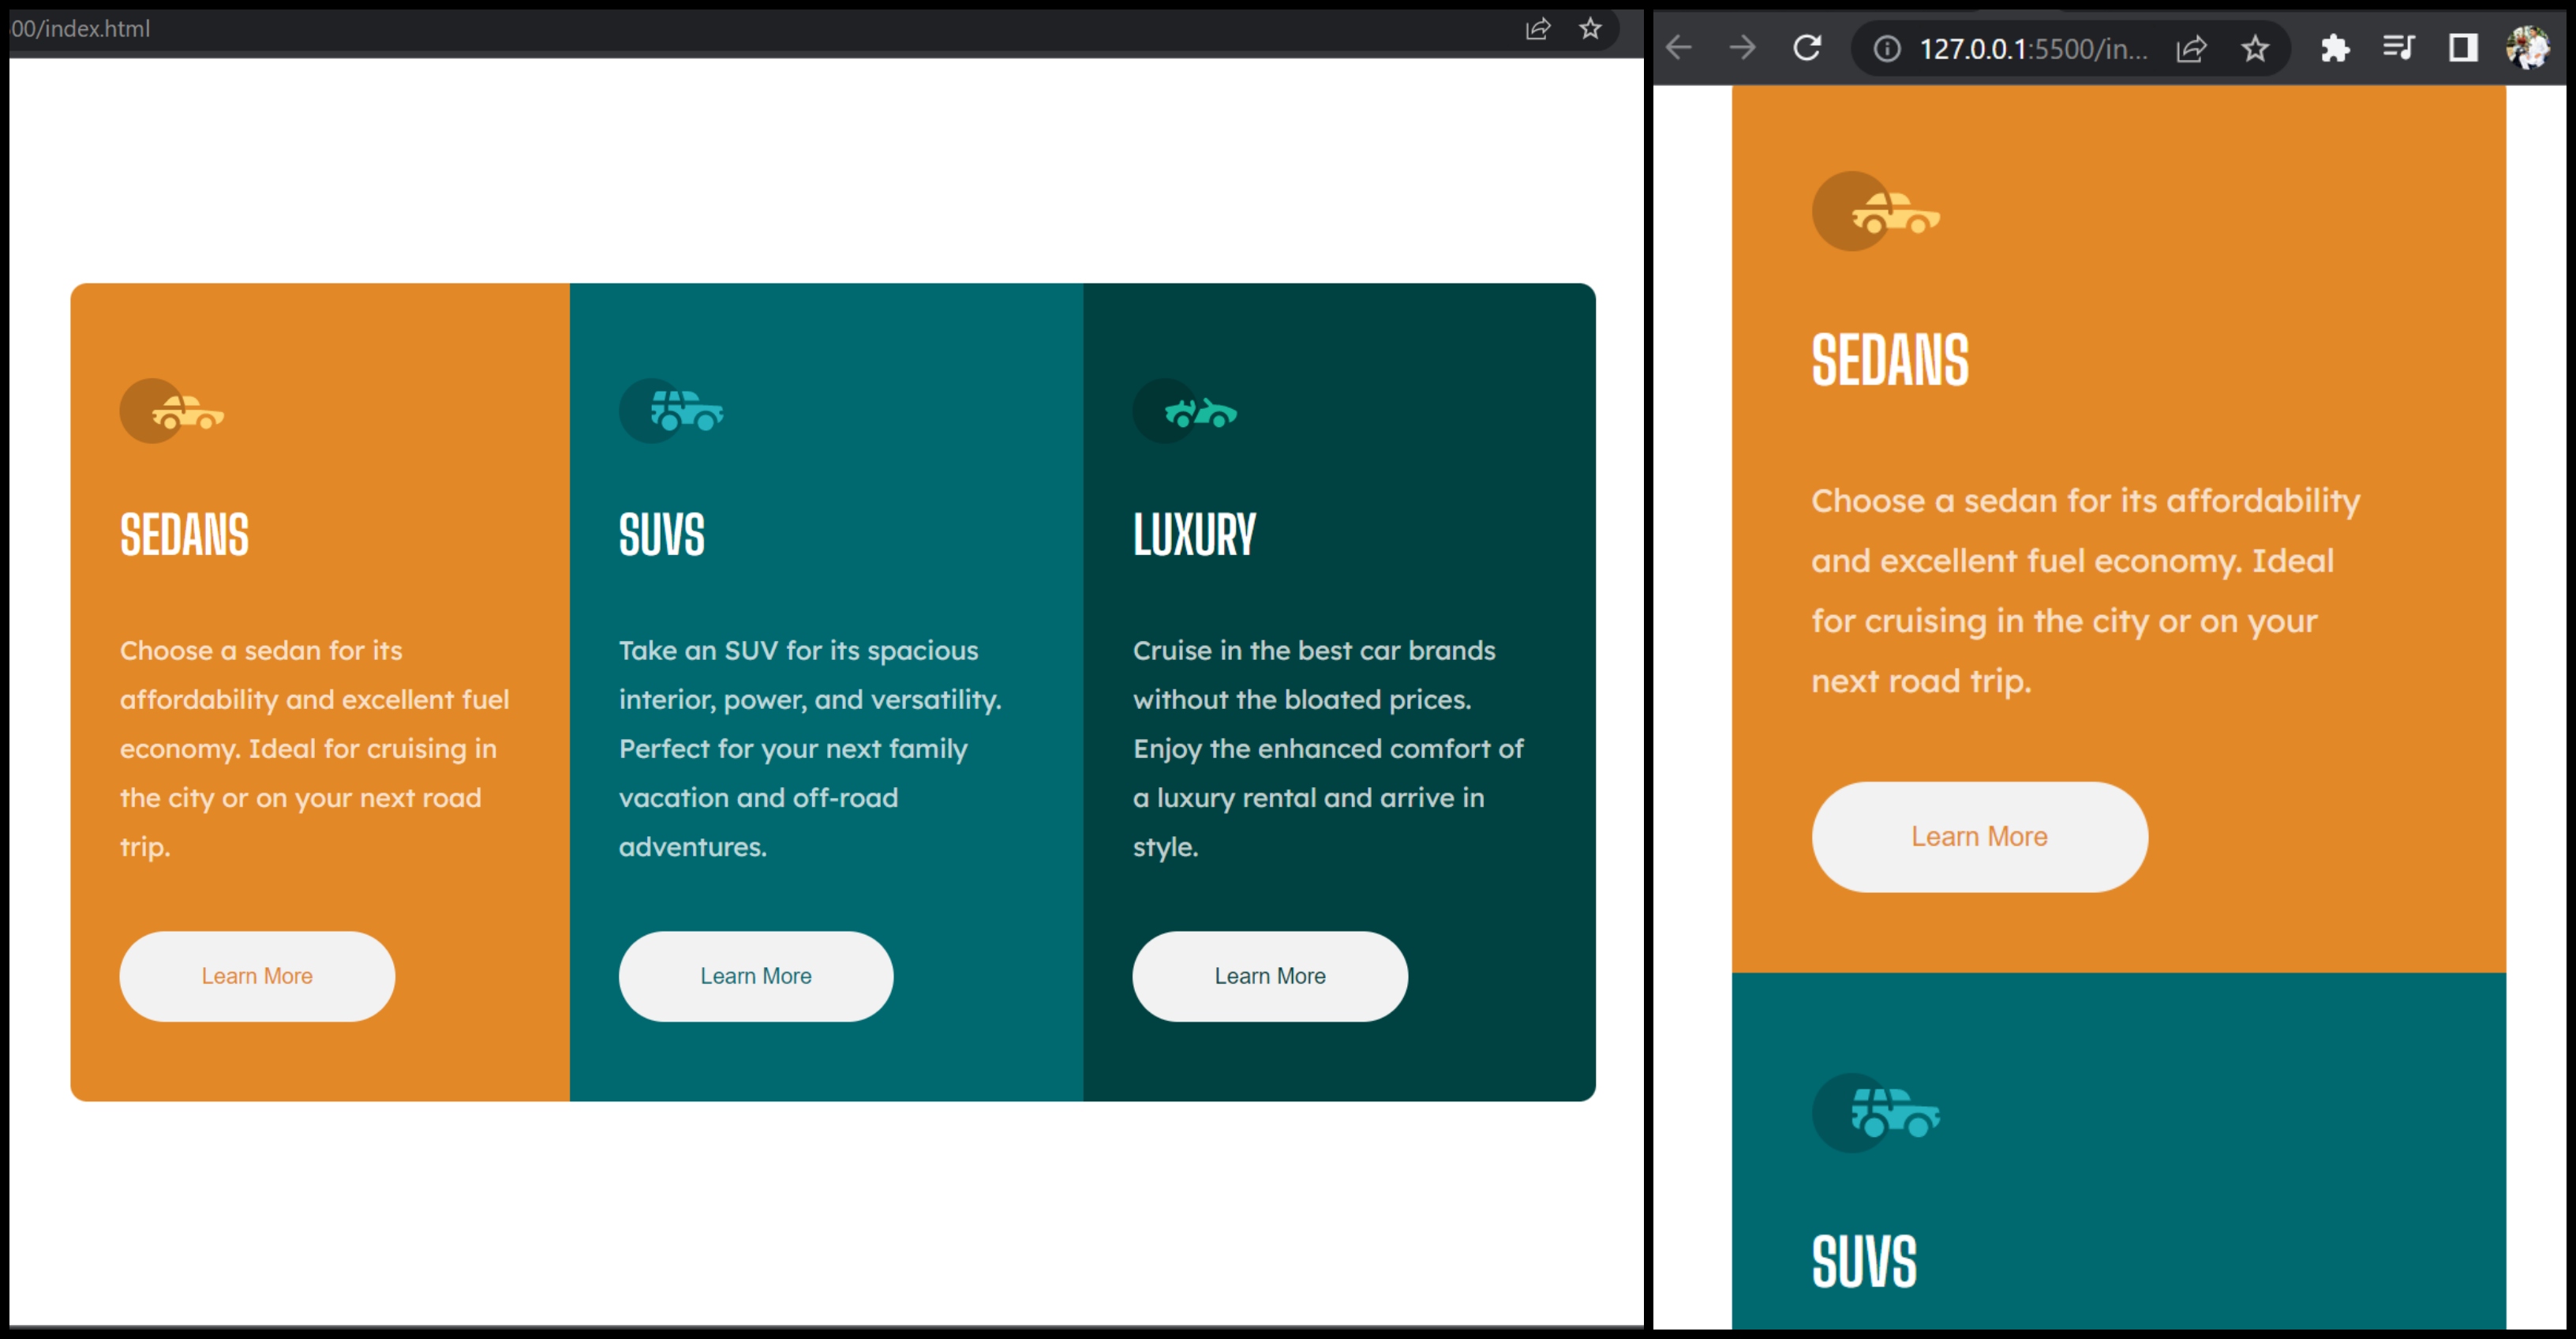 00/index.html
SEDANS
Choose a sedan for its
affordability and excellent fuel
economy. Ideal for cruising in
the city or on your next road
trip.
Learn More
SUVS
Take an SUV for its spacious
interior, power, and versatility.
Perfect for your next family
vacation and off-road
adventures.
Learn More
LUXURY
Cruise in the best car brands
without the bloated prices.
Enjoy the enhanced comfort of
a luxury rental and arrive in
style.
Learn More
127.0.0.1:5500/in...
SEDANS
Choose a sedan for its affordability
and excellent fuel economy. Ideal
for cruising in the city or on your
next road trip.
Learn More
SUVS